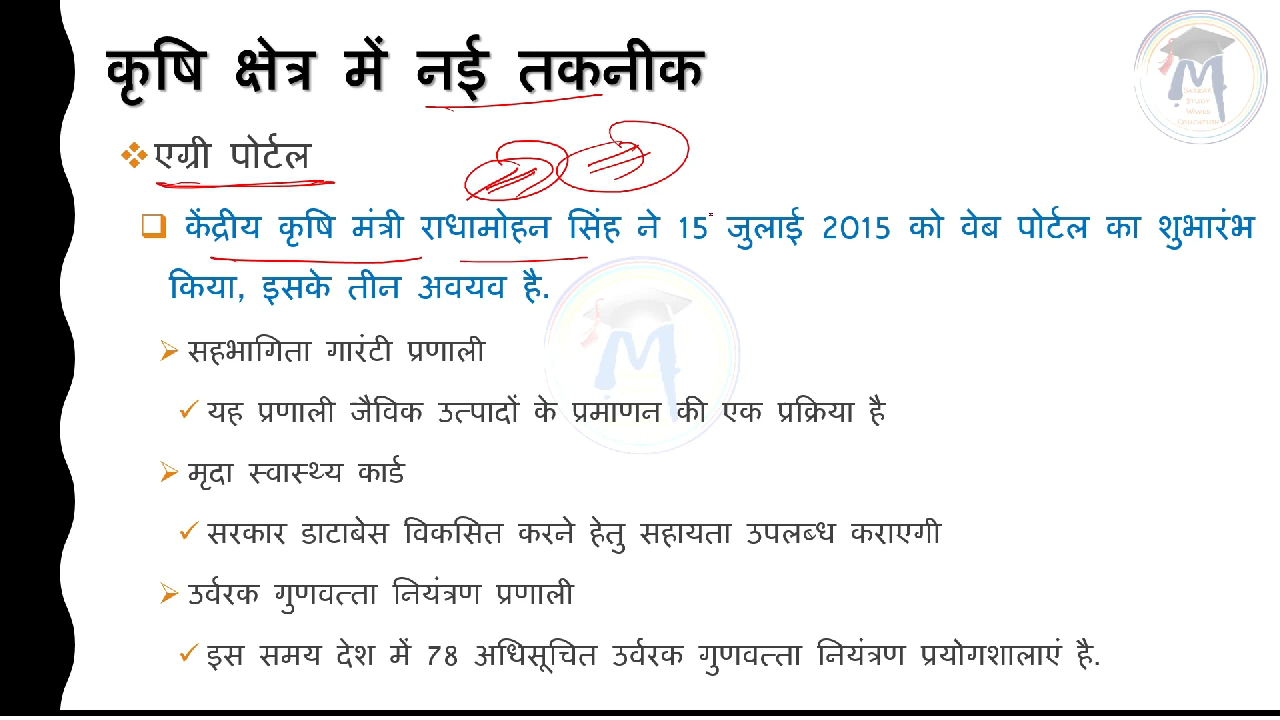 कृषि क्षेत्र में नई तकनीक
एग्री पोर्टल
केंद्रीय कृषि मंत्री राधामोहन सिंह ने 15 जुलाई 2015 को वेब पोर्टल का शुभारंभ
किया, इसके तीन अवयव है.
सहभागिता गारंटी प्रणाली
यह प्रणाली जैविक उत्पादों के प्रमाणन की एक प्रक्रिया है
मृदा स्वास्थ्य कार्ड
सरकार डाटाबेस विकसित करने हेतु सहायता उपलब्ध कराएगी
उर्वरक गुणवत्ता नियंत्रण प्रणाली
इस समय देश में 78 अधिसूचित उर्वरक गुणवत्ता नियंत्रण प्रयोगशालाएं है.